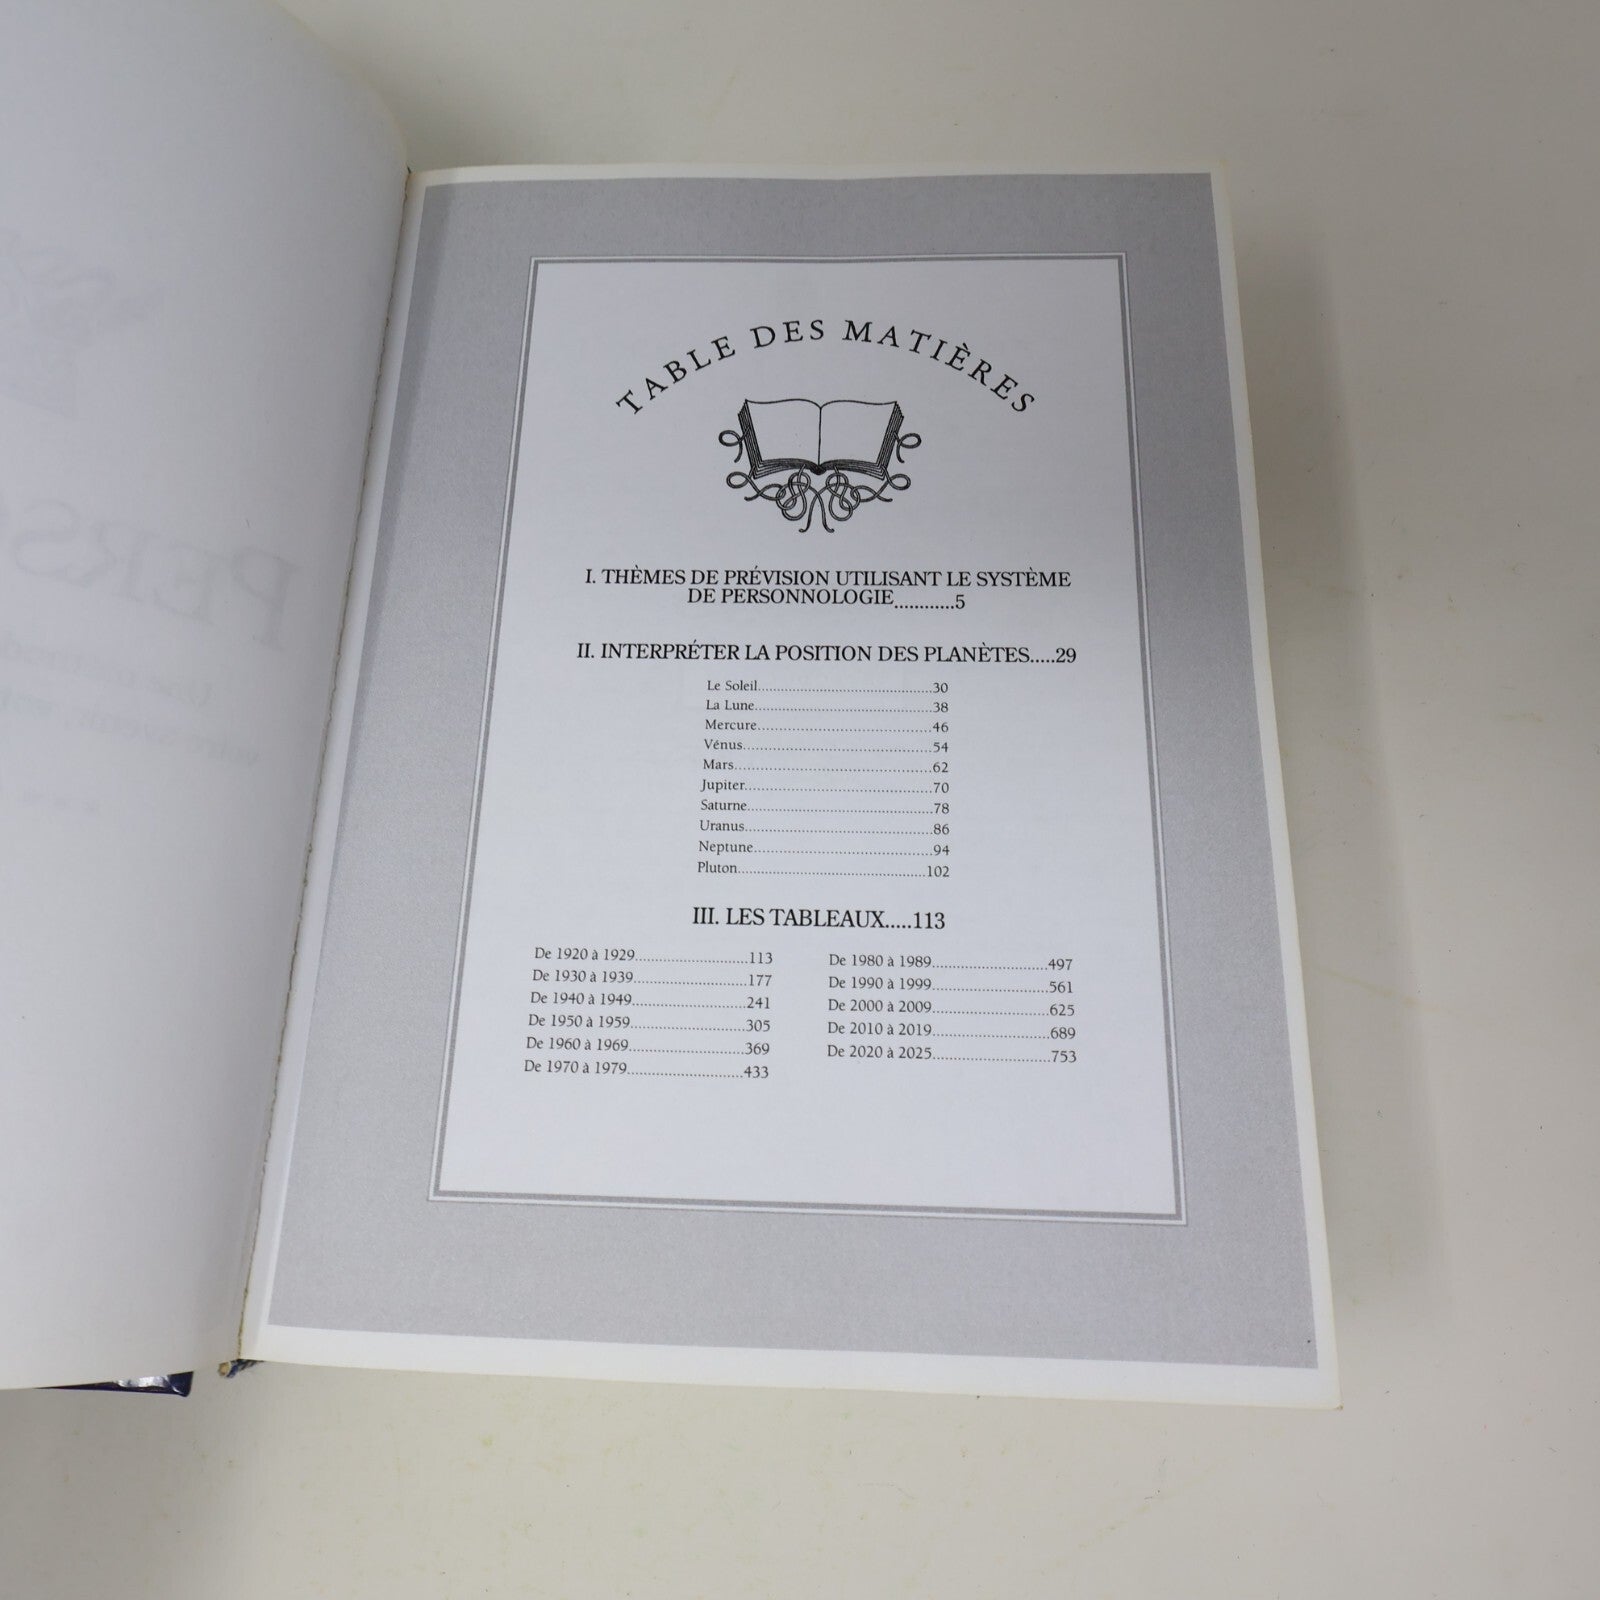 TABLE DES MATIÈRES
I. THÈMES DE PRÉVISION UTILISANT LE SYSTÈME
DE PERSONNOLOGIE............5
II. INTERPRÉTER LA POSITION DES PLANÈTES.....29
Le Soleil..........................................30
La Lune...........................................38
Mercure..........................................46
Vénus.............................................54
Mars...............................................62
Jupiter............................................70
Saturne...........................................78
Uranus............................................86
Neptune..........................................94
Pluton............................................102
III. LES TABLEAUX.....113
De 1920 à 1929...........................113
De 1930 à 1939...........................177
De 1940 à 1949...........................241
De 1950 à 1959...........................305
De 1960 à 1969...........................369
De 1970 à 1979...........................433
De 1980 à 1989...........................497
De 1990 à 1999...........................561
De 2000 à 2009...........................625
De 2010 à 2019...........................689
De 2020 à 2025...........................753